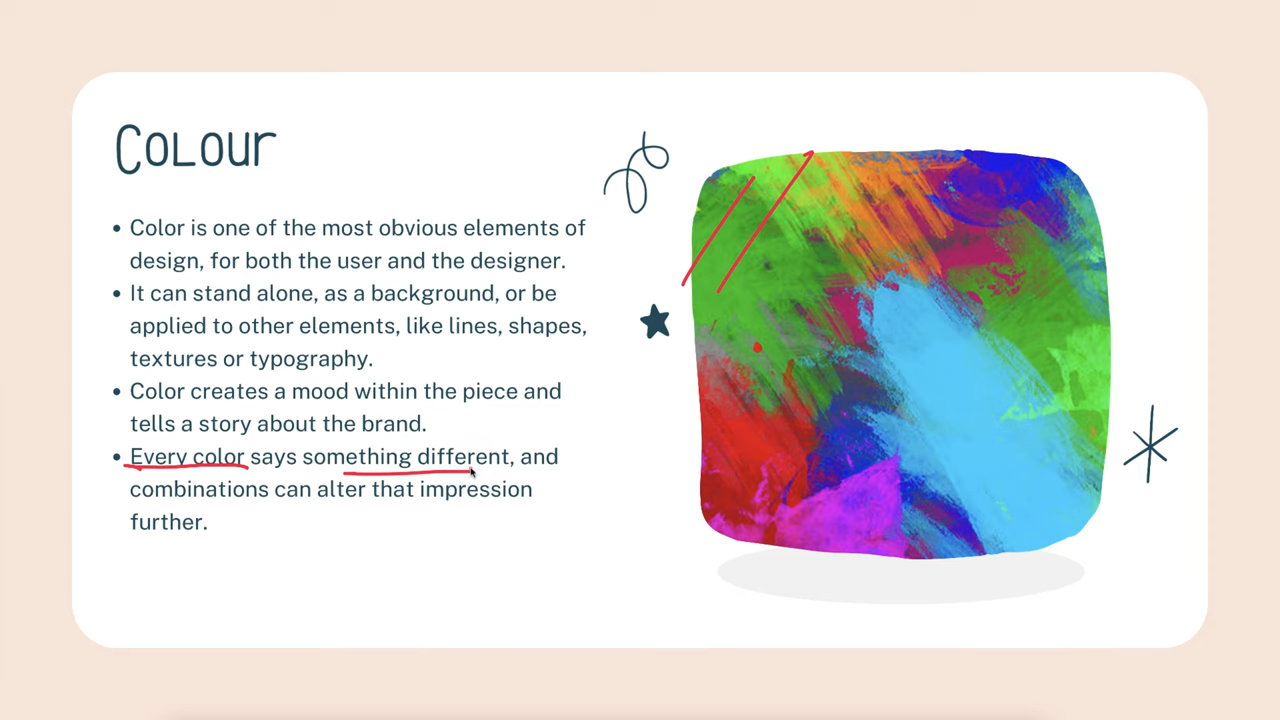 Colour
• Color is one of the most obvious elements of
design, for both the user and the designer.
• It can stand alone, as a background, or be
applied to other elements, like lines, shapes,
textures or typography.
• Color creates a mood within the piece and
tells a story about the brand.
• Every color says something different, and
combinations can alter that impression
further.